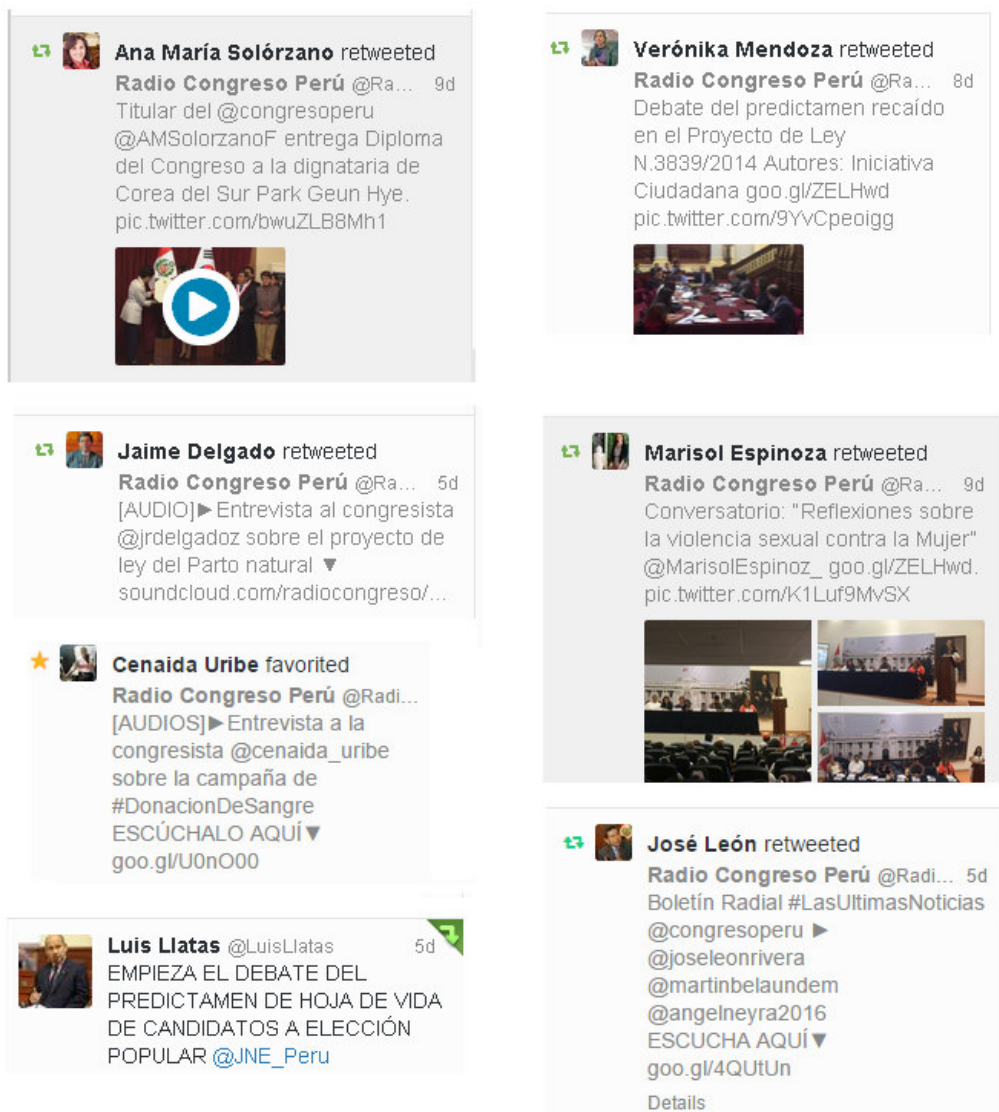 Ana María Solórzano retweeted
Radio Congreso Perú @Ra... 9d
Titular del @congresoperu
@AMSolorzanoF entrega Diploma
del Congreso a la dignataria de
Corea del Sur Park Geun Hye.
pic.twitter.com/bwuZLB8Mh1
Verónika Mendoza retweeted
Radio Congreso Perú @Ra... 8d
Debate del predictamen recaído
en el Proyecto de Ley
N.3839/2014 Autores: Iniciativa
Ciudadana goo.gl/ZELHwd
pic.twitter.com/9YvCpeoigg
Jaime Delgado retweeted
Radio Congreso Perú @Ra... 5d
[AUDIO]►Entrevista al congresista
@jrdelgadoz sobre el proyecto de
ley del Parto natural ▼
soundcloud.com/radiocongreso/...
Marisol Espinoza retweeted
Radio Congreso Perú @Ra... 9d
Conversatorio: "Reflexiones sobre
la violencia sexual contra la Mujer"
@MarisolEspinoz_ goo.gl/ZELHwd.
pic.twitter.com/K1Luf9MvSX
Cenaida Uribe favorited
Radio Congreso Perú @Radi...
[AUDIOS]►Entrevista a la
congresista @cenaida_uribe
sobre la campaña de
#DonacionDeSangre
ESCÚCHALO AQUÍ▼
goo.gl/U0nO00
José León retweeted
Radio Congreso Perú @Radi... 5d
Boletín Radial #LasUltimasNoticias
@congresoperu ►
@joseleonrivera
@martinbelaundem
@angelneyra2016
ESCUCHA AQUÍ▼
goo.gl/4QUtUn
Details
Luis Llatas @LuisLlatas 5d
EMPIEZA EL DEBATE DEL
PREDICTAMEN DE HOJA DE VIDA
DE CANDIDATOS A ELECCIÓN
POPULAR @JNE_Peru